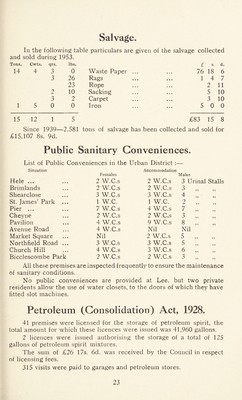 Salvage.
In the following table particulars are given of the salvage collected
and sold during 1953.
Tons. Cwts. qrs. lbs. £ s. d.
14 4 3 0 Waste Paper ... ... 76 18 6
3 26 Rags ... ... 1 4 7
23 Rope ... ... 2 11
2 10 Sacking ... ... 5 10
3 2 Carpet ... ... 3 10
1 5 0 0 Iron ... ... 5 0 0
15 12 1 5 £83 15 8
Since 1939—2,581 tons of salvage has been collected and sold for
£15,107 8s. 9d.
Public Sanitary Conveniences.
List of Public Conveniences in the Urban District :—
Situation Accommodation
Females Males
Hele ... ... 2 W.C.s 2 W.C.s 3 Urinal Stalls
Brimlands ... 2 W.C.s 2 W.C.s 3 „ „
Shearclose ... 3 W.C.s 3 W.C.s 4 „ „
St. James' Park ... 1 W.C. 1 W.C. 2 „ „
Pier ... ... 7 W.C.s 4 W.C.s 7 „ „
Cheyne ... 2 W.C.s 2 W.C.s 3 „ „
Pavilion ... 4 W.C.s 9 W.C.s 8 „ „
Avenue Road ... 4 W.C.s Nil Nil
Market Square ... Nil 2 W.C.s 5 „ „
Northfield Road ... 3 W.C.s 3 W.C.s 5 „ „
Church Hill ... 4 W.C.s 3 W.C.s 6 „ „
Bicclescombe Park 2 W.C.s 2 W.C.s 3 „ „
All these premises are inspected frequently to ensure the maintenance
of sanitary conditions.
No public conveniences are provided at Lee, but two private
residents allow the use of water closets, to the doors of which they have
fitted slot machines.
Petroleum (Consolidation) Act, 1928.
41 premises were licensed for the storage of petroleum spirit, the
total amount for which these licences were issued was 41,960 gallons.
2 licences were issued authorising the storage of a total of 125
gallons of petroleum spirit mixtures.
The sum of £26 17s. 6d. was received by the Council in respect
of licensing fees.
315 visits were paid to garages and petroleum stores.
23